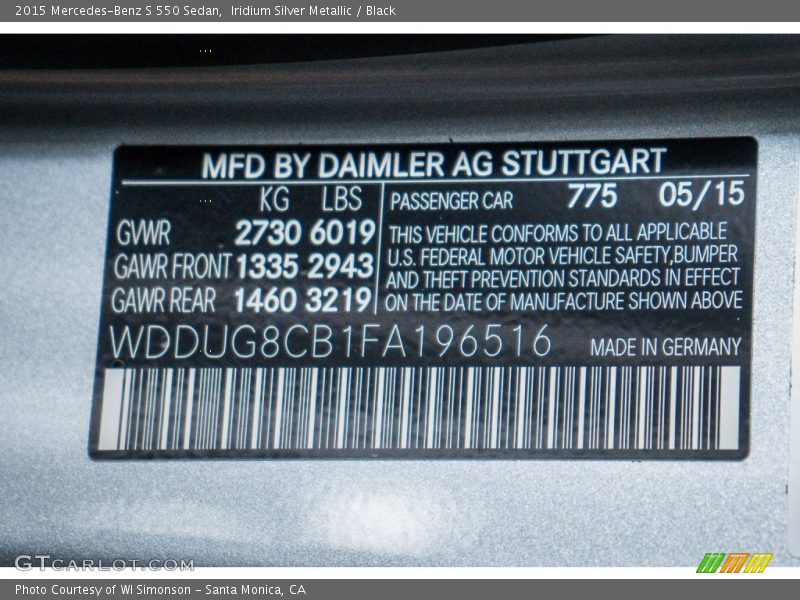 2015 Mercedes-Benz S 550 Sedan,  Iridium Silver Metallic / Black
MFD BY DAIMLER AG STUTTGART
KG LBS
GVWR 2730 6019
GAWR FRONT 1335 2943
GAWR REAR 1460 3219
PASSENGER CAR 775 05/15
THIS VEHICLE CONFORMS TO ALL APPLICABLE
U.S. FEDERAL MOTOR VEHICLE SAFETY,BUMPER
AND THEFT PREVENTION STANDARDS IN EFFECT
ON THE DATE OF MANUFACTURE SHOWN ABOVE
WDDUG8CB1FA196516 MADE IN GERMANY
GTCARLOT.COM
Photo Courtesy of WI Simonson - Santa Monica, CA